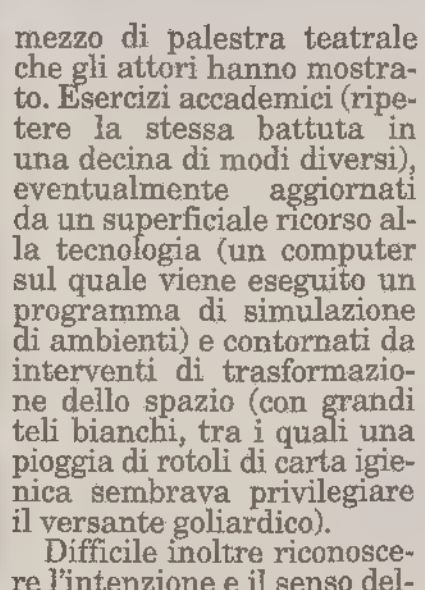 mezzo di palestra teatrale
che gli attori hanno mostra-
to. Esercizi accademici (ripe-
tere la stessa battuta in
una decina di modi diversi),
eventualmente aggiornati
da un superficiale ricorso al-
la tecnologia (un computer
sul quale viene eseguito un
programma di simulazione
di ambienti) e contornati da
interventi di trasformazio-
ne dello spazio (con grandi
teli bianchi, tra i quali una
pioggia di rotoli di carta igie-
nica sembrava privilegiare
il versante goliardico).
Difficile inoltre riconosce-
re l'intenzione e il senso del-